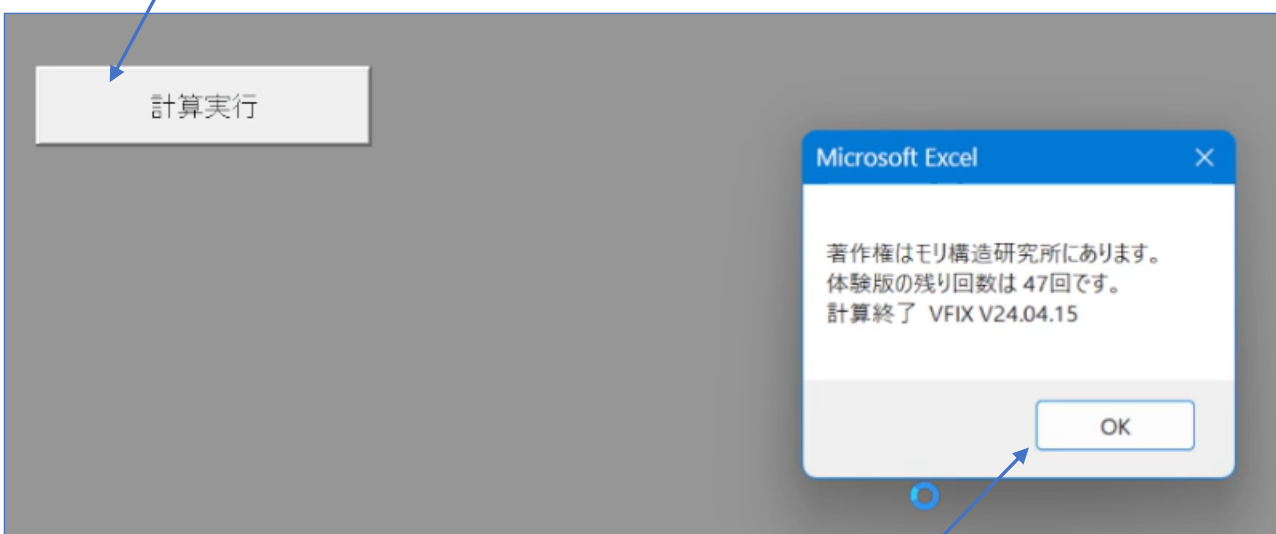 計算実行
Microsoft Excel
著作権はモリ構造研究所にあります。
体験版の残り回数は 47回です。
計算終了 VFIX V24.04.15
OK